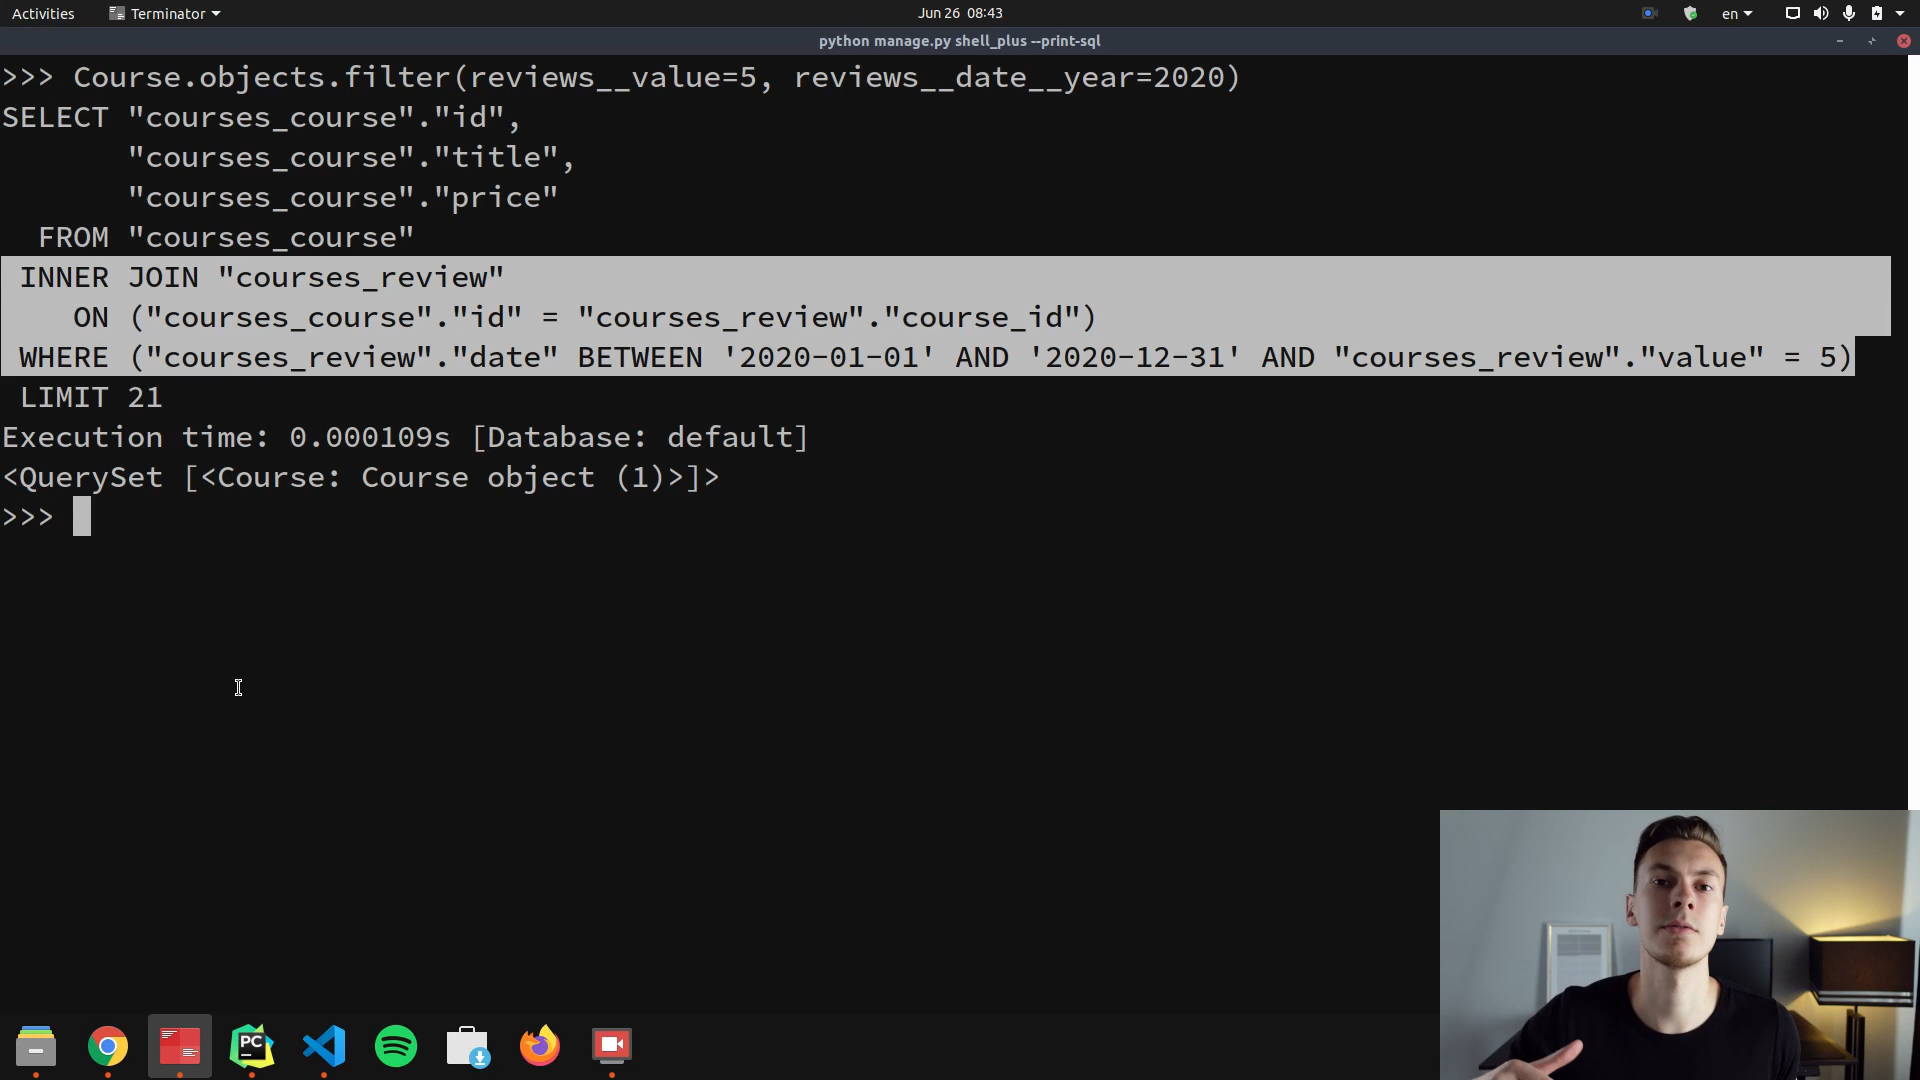 Activities
Terminator
Jun 26 08:43
en
python manage.py shell_plus --print-sql
>>> Course.objects.filter(reviews__value=5, reviews__date__year=2020)
SELECT "courses_course"."id",
"courses_course"."title",
"courses_course"."price"
FROM "courses_course"
INNER JOIN "courses_review"
ON ("courses_course"."id" = "courses_review"."course_id")
WHERE ("courses_review"."date" BETWEEN '2020-01-01' AND '2020-12-31' AND "courses_review"."value" = 5)
LIMIT 21
Execution time: 0.000109s [Database: default]
<QuerySet [<Course: Course object (1)>]>
>>>
PC